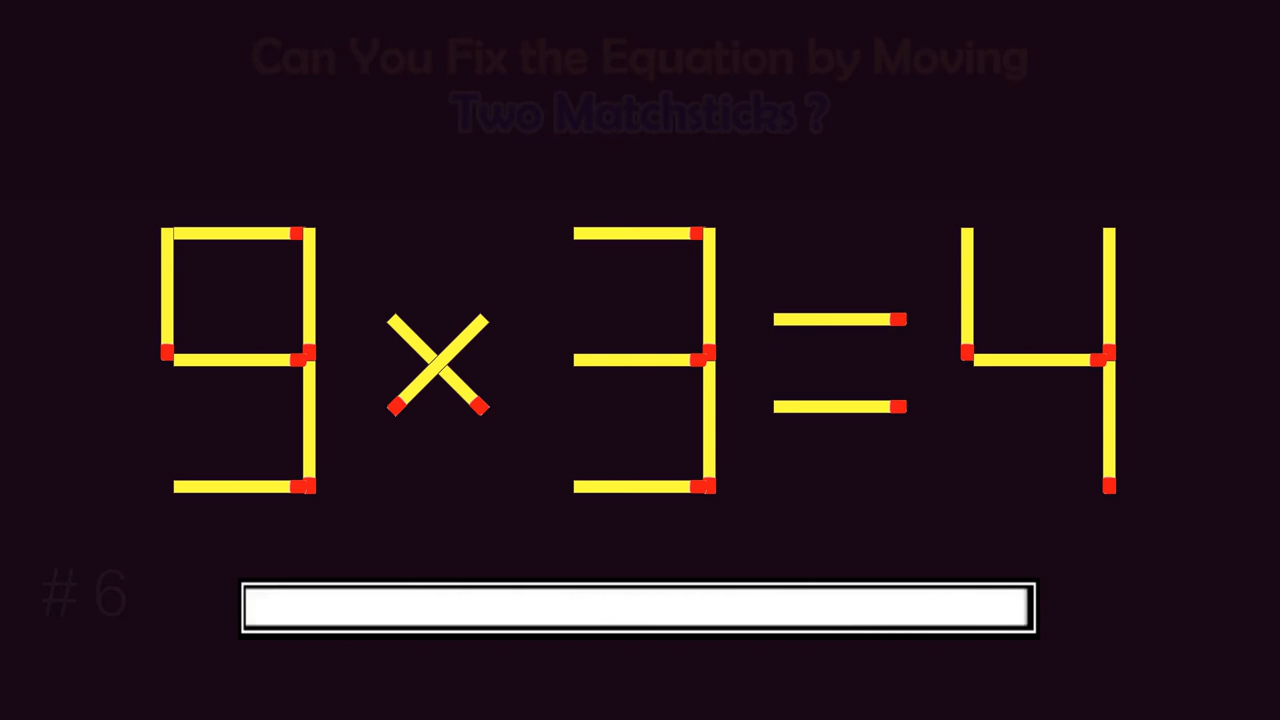 Can You Fix the Equation by Moving
Two Matchsticks ?
9 × 3 = 4
# 6